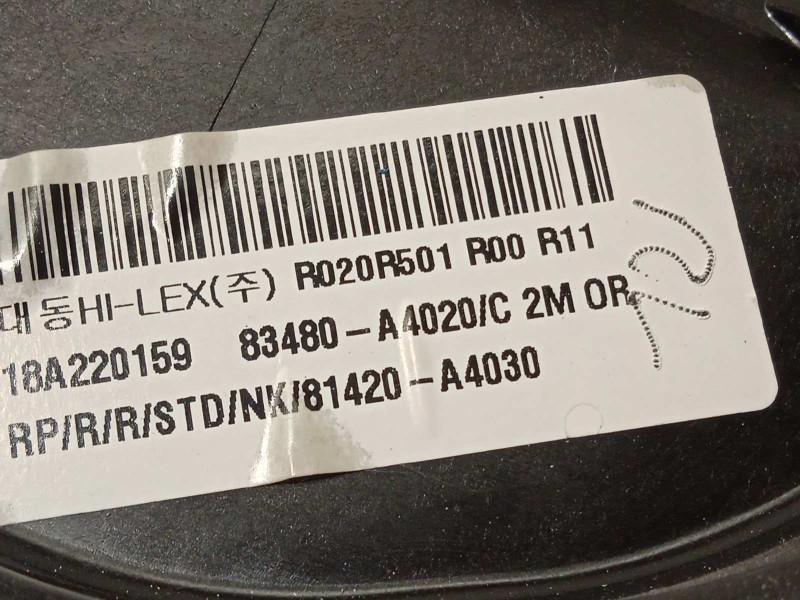 대동HI-LEX(주) R020R501 R00 R11
18A220159 83480-A4020/C 2M OR
RP/R/R/STD/NK/81420-A4030